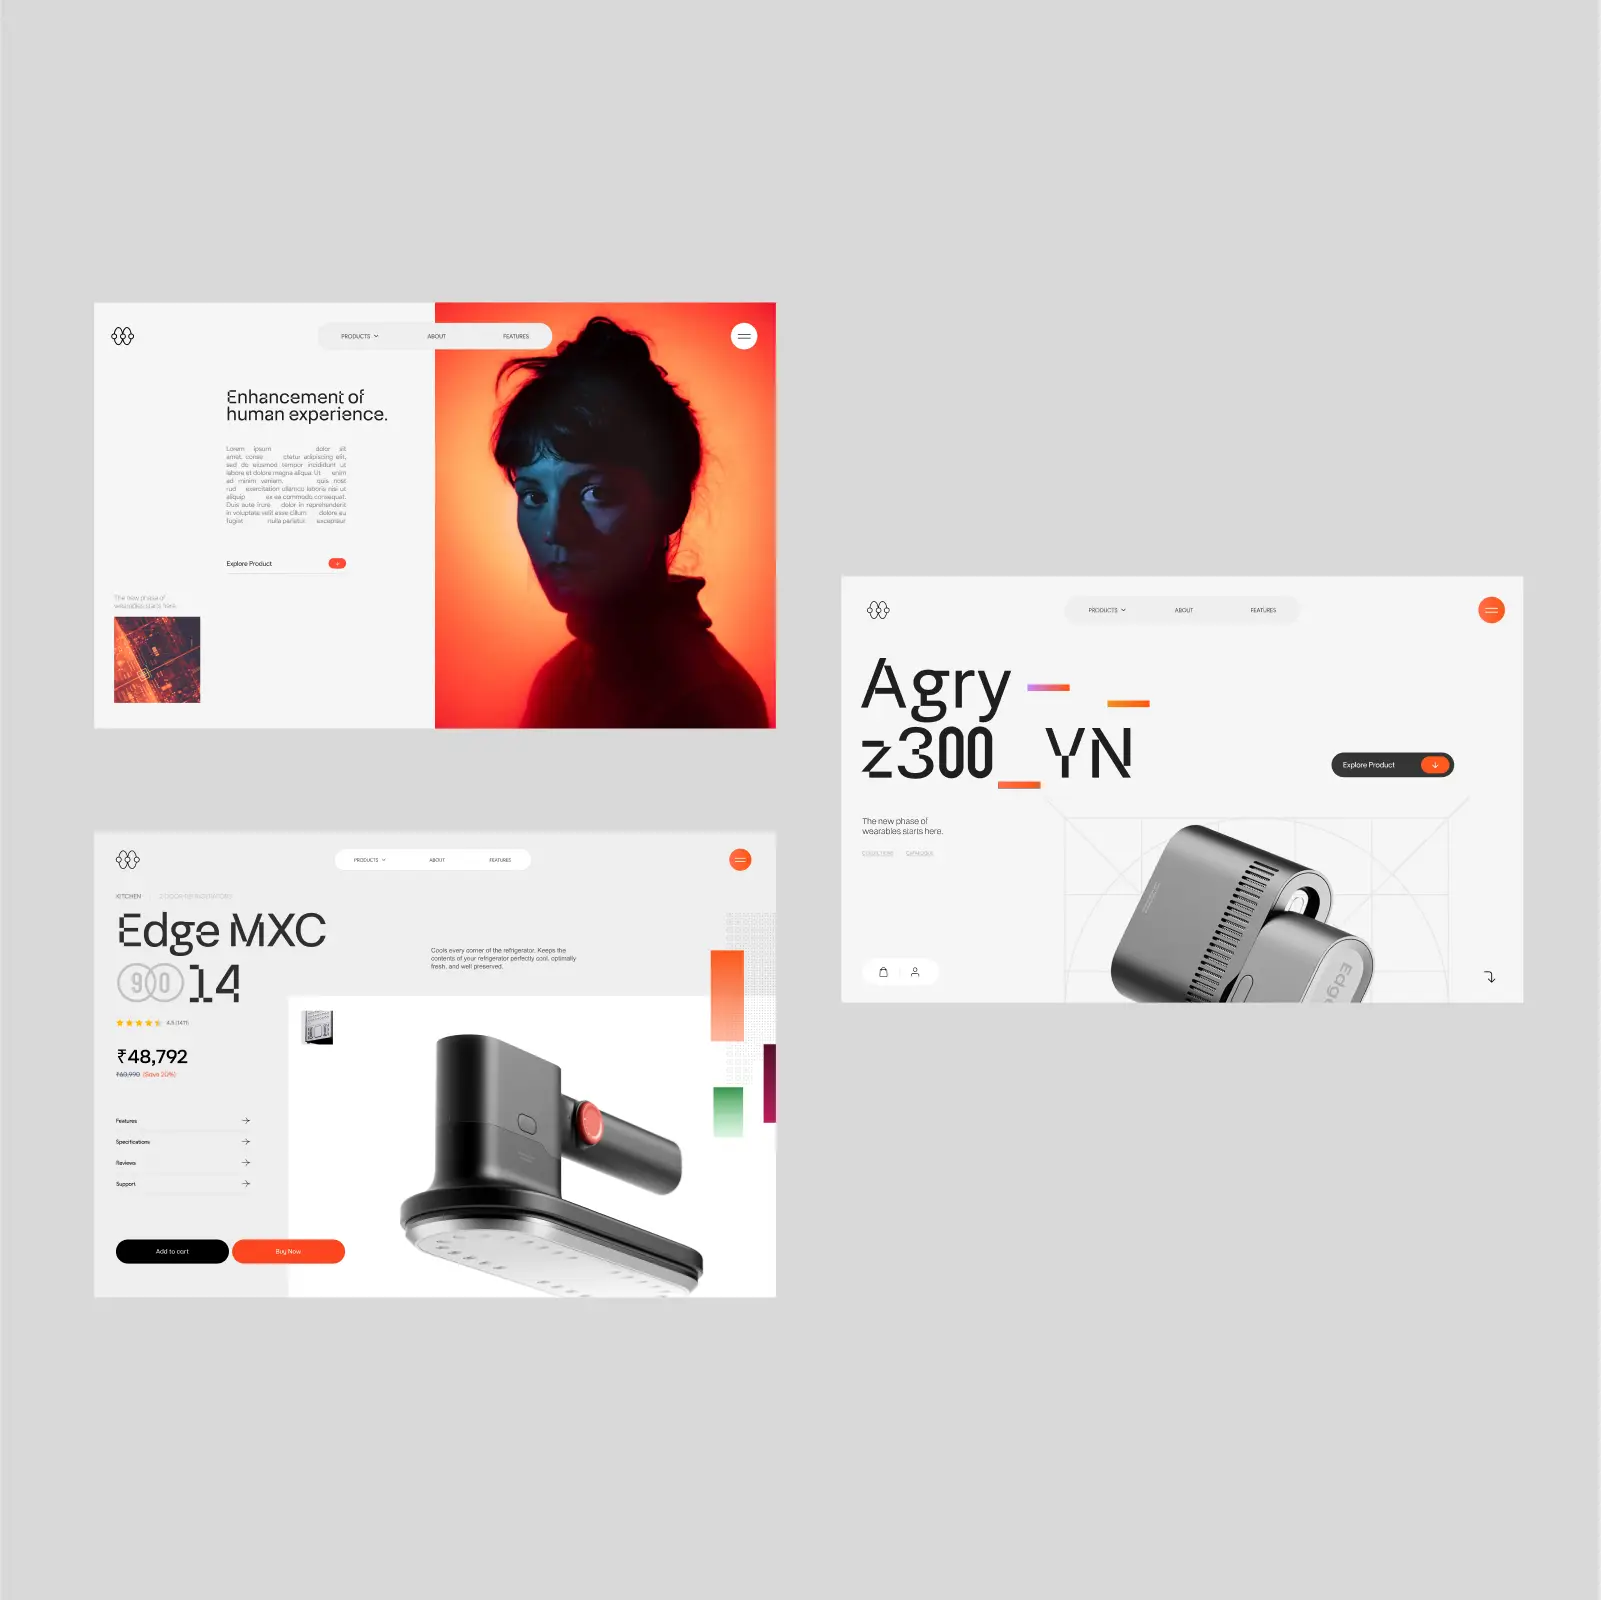 PRODUCTS
ABOUT
FEATURES
Enhancement of
human experience.
Lorem ipsum dolor sit
amet, conse ctetur adipiscing elit,
sed do eiusmod tempor incididunt ut
labore et dolore magna aliqua. Ut enim
ad minim veniam, quis nost
rud exercitation ullamco laboris nisi ut
aliquip ex ea commodo consequat.
Duis aute irure dolor in reprehenderit
in voluptate velit esse cillum dolore eu
fugiat nulla pariatur. excepteur
Explore Product
The new phase of
wearables starts here.
PRODUCTS
ABOUT
FEATURES
KITCHEN
Edge MXC
900 14
4.5 (1411)
₹48,792
₹60,990 (Save 20%)
Features
Specifications
Reviews
Support
Add to cart
Buy Now
Cools every corner of the refrigerator. Keeps the
contents of your refrigerator perfectly cool, optimally
fresh, and well preserved.
PRODUCTS
ABOUT
FEATURES
Agry
z300_YN
Explore Product
The new phase of
wearables starts here.
Edge